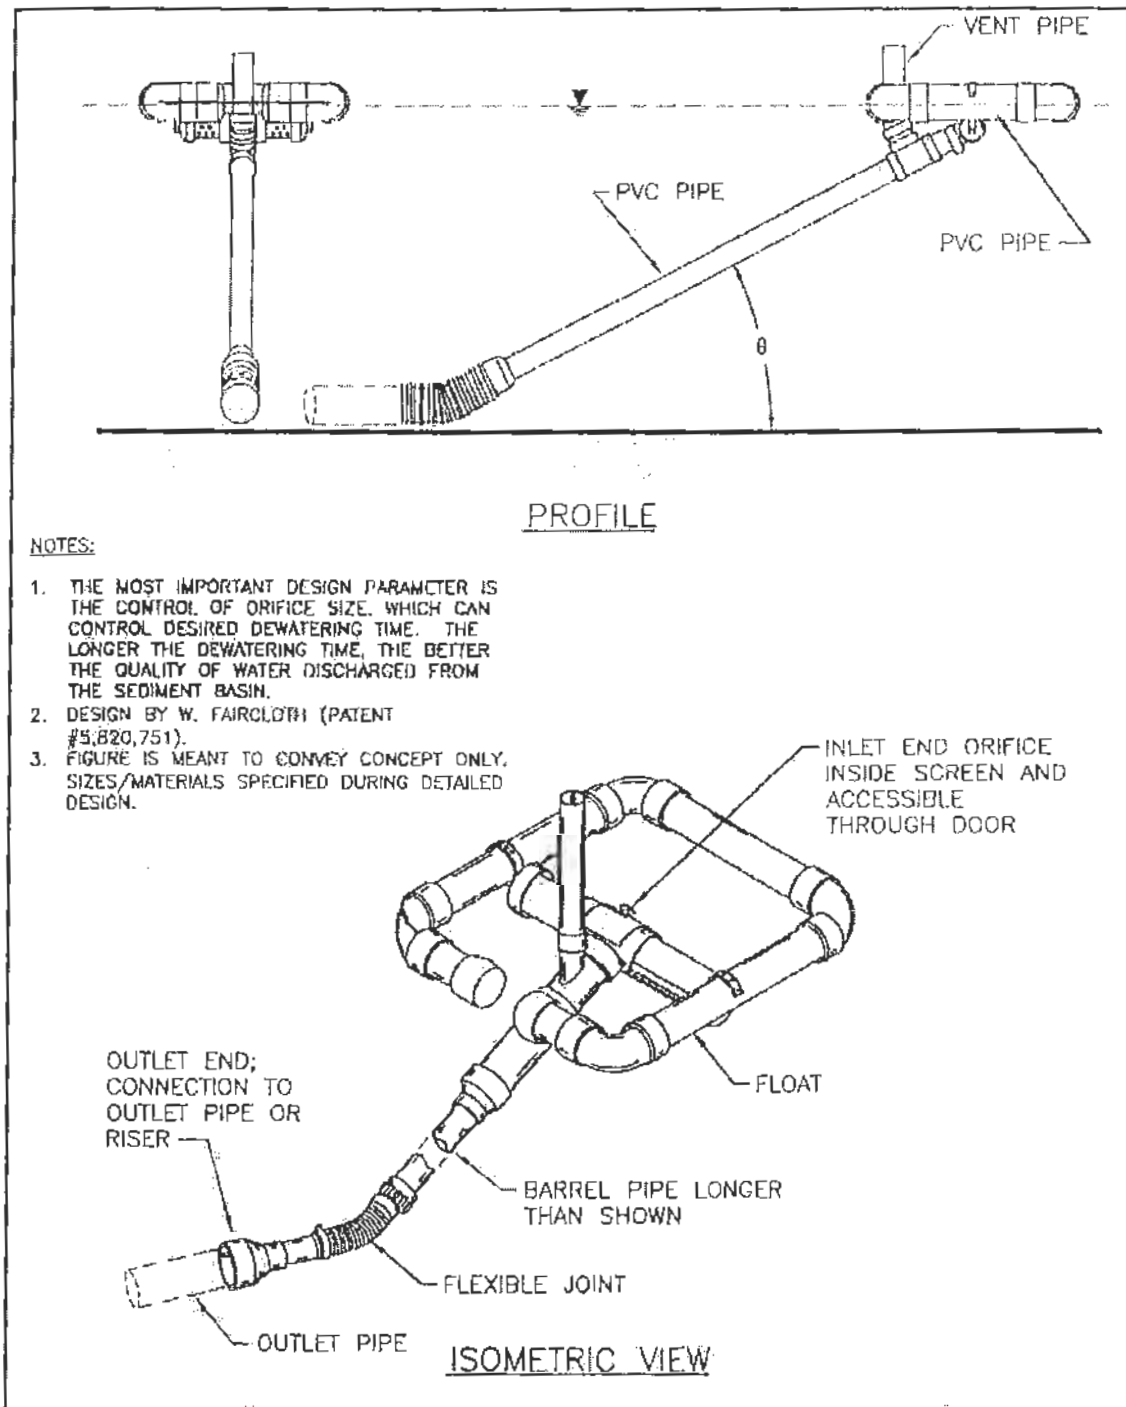 VENT PIPE
PVC PIPE
PVC PIPE
θ
PROFILE
NOTES:
1. THE MOST IMPORTANT DESIGN PARAMETER IS
THE CONTROL OF ORIFICE SIZE. WHICH CAN
CONTROL DESIRED DEWATERING TIME. THE
LONGER THE DEWATERING TIME, THE BETTER
THE QUALITY OF WATER DISCHARGED FROM
THE SEDIMENT BASIN.
2. DESIGN BY W. FAIRCLOTH (PATENT
#5,820,751).
3. FIGURE IS MEANT TO CONVEY CONCEPT ONLY.
SIZES/MATERIALS SPECIFIED DURING DETAILED
DESIGN.
INLET END ORIFICE
INSIDE SCREEN AND
ACCESSIBLE
THROUGH DOOR
OUTLET END;
CONNECTION TO
OUTLET PIPE OR
RISER
FLOAT
BARREL PIPE LONGER
THAN SHOWN
FLEXIBLE JOINT
OUTLET PIPE
ISOMETRIC VIEW